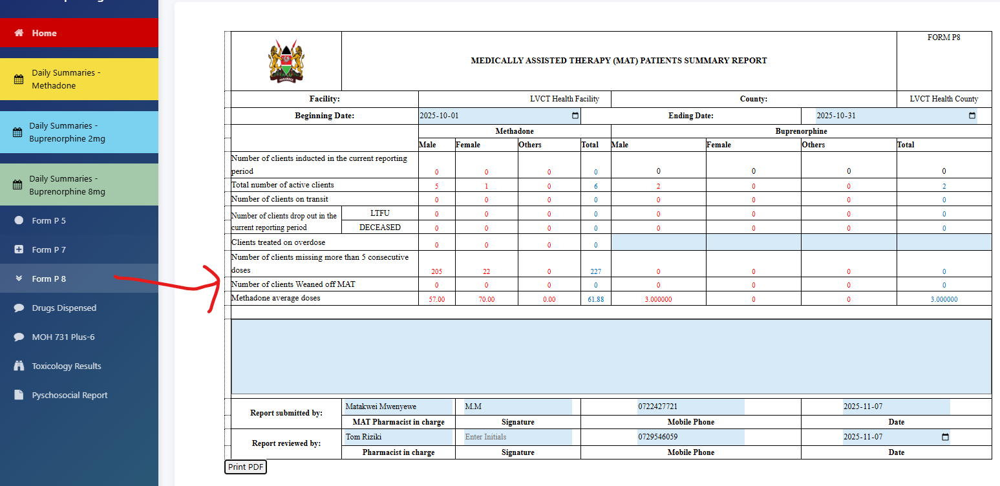 Home
Daily Summaries -
Methadone
Daily Summaries -
Buprenorphine 2mg
Daily Summaries -
Buprenorphine 8mg
Form P 5
Form P 7
Form P 8
Drugs Dispensed
MOH 731 Plus-6
Toxicology Results
Pyschosocial Report
FORM P8
MEDICALLY ASSISTED THERAPY (MAT) PATIENTS SUMMARY REPORT
Facility: LVCT Health Facility County: LVCT Health County
Beginning Date: 2025-10-01 Ending Date: 2025-10-31
Methadone Buprenorphine
Male Female Others Total Male Female Others Total
Number of clients inducted in the current reporting
period 0 0 0 0 0 0 0 0
Total number of active clients 5 1 0 6 2 0 0 2
Number of clients on transit 0 0 0 0 0 0 0 0
Number of clients drop out in the
current reporting period
LTFU 0 0 0 0 0 0 0 0
DECEASED 0 0 0 0 0 0 0 0
Clients treated on overdose 0 0 0 0
Number of clients missing more than 5 consecutive
doses 205 22 0 227 0 0 0 0
Number of clients Weaned off MAT 0 0 0 0 0 0 0 0
Methadone average doses 57.00 70.00 0.00 61.88 3.000000 0 0 3.000000
Report submitted by: Matakwei Mwenyewe M.M 0722427721 2025-11-07
MAT Pharmacist in charge Signature Mobile Phone Date
Report reviewed by: Tom Riziki Enter Initials 0729546059 2025-11-07
Pharmacist in charge Signature Mobile Phone Date
Print PDF